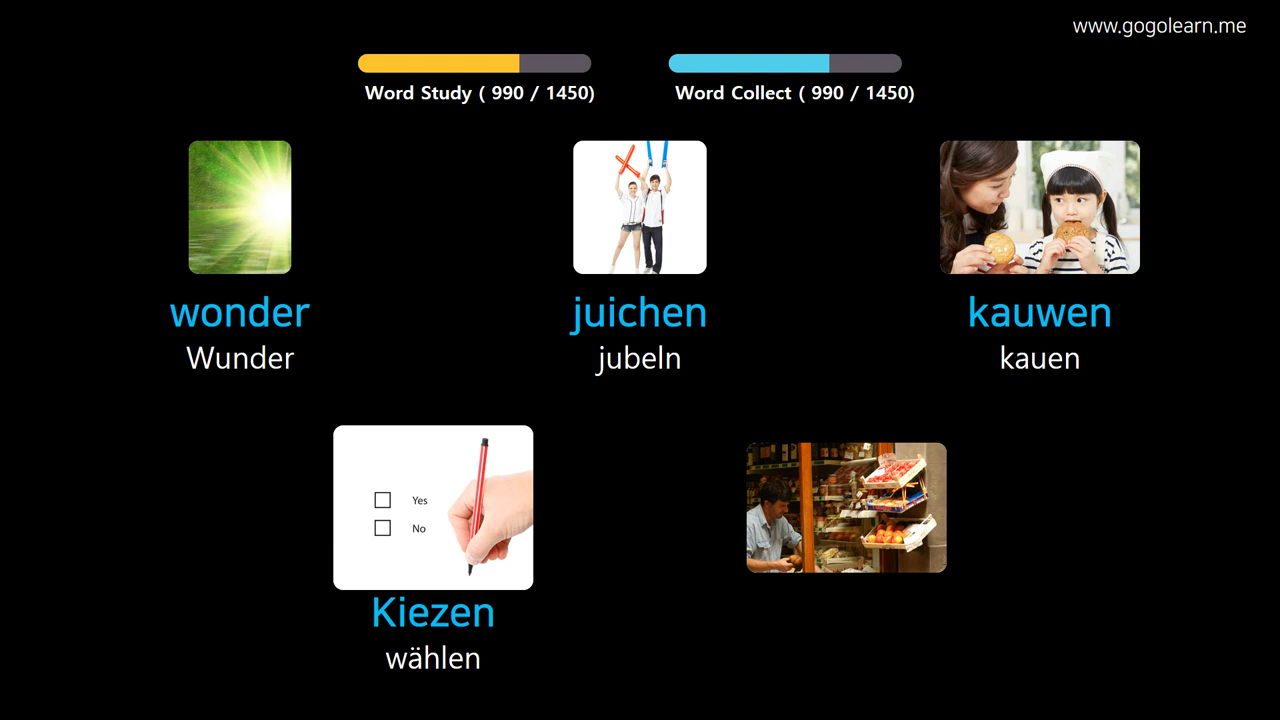 www.gogolearn.me
Word Study ( 990 / 1450)
Word Collect ( 990 / 1450)
wonder
Wunder
juichen
jubeln
kauwen
kauen
Yes
No
Kiezen
wählen